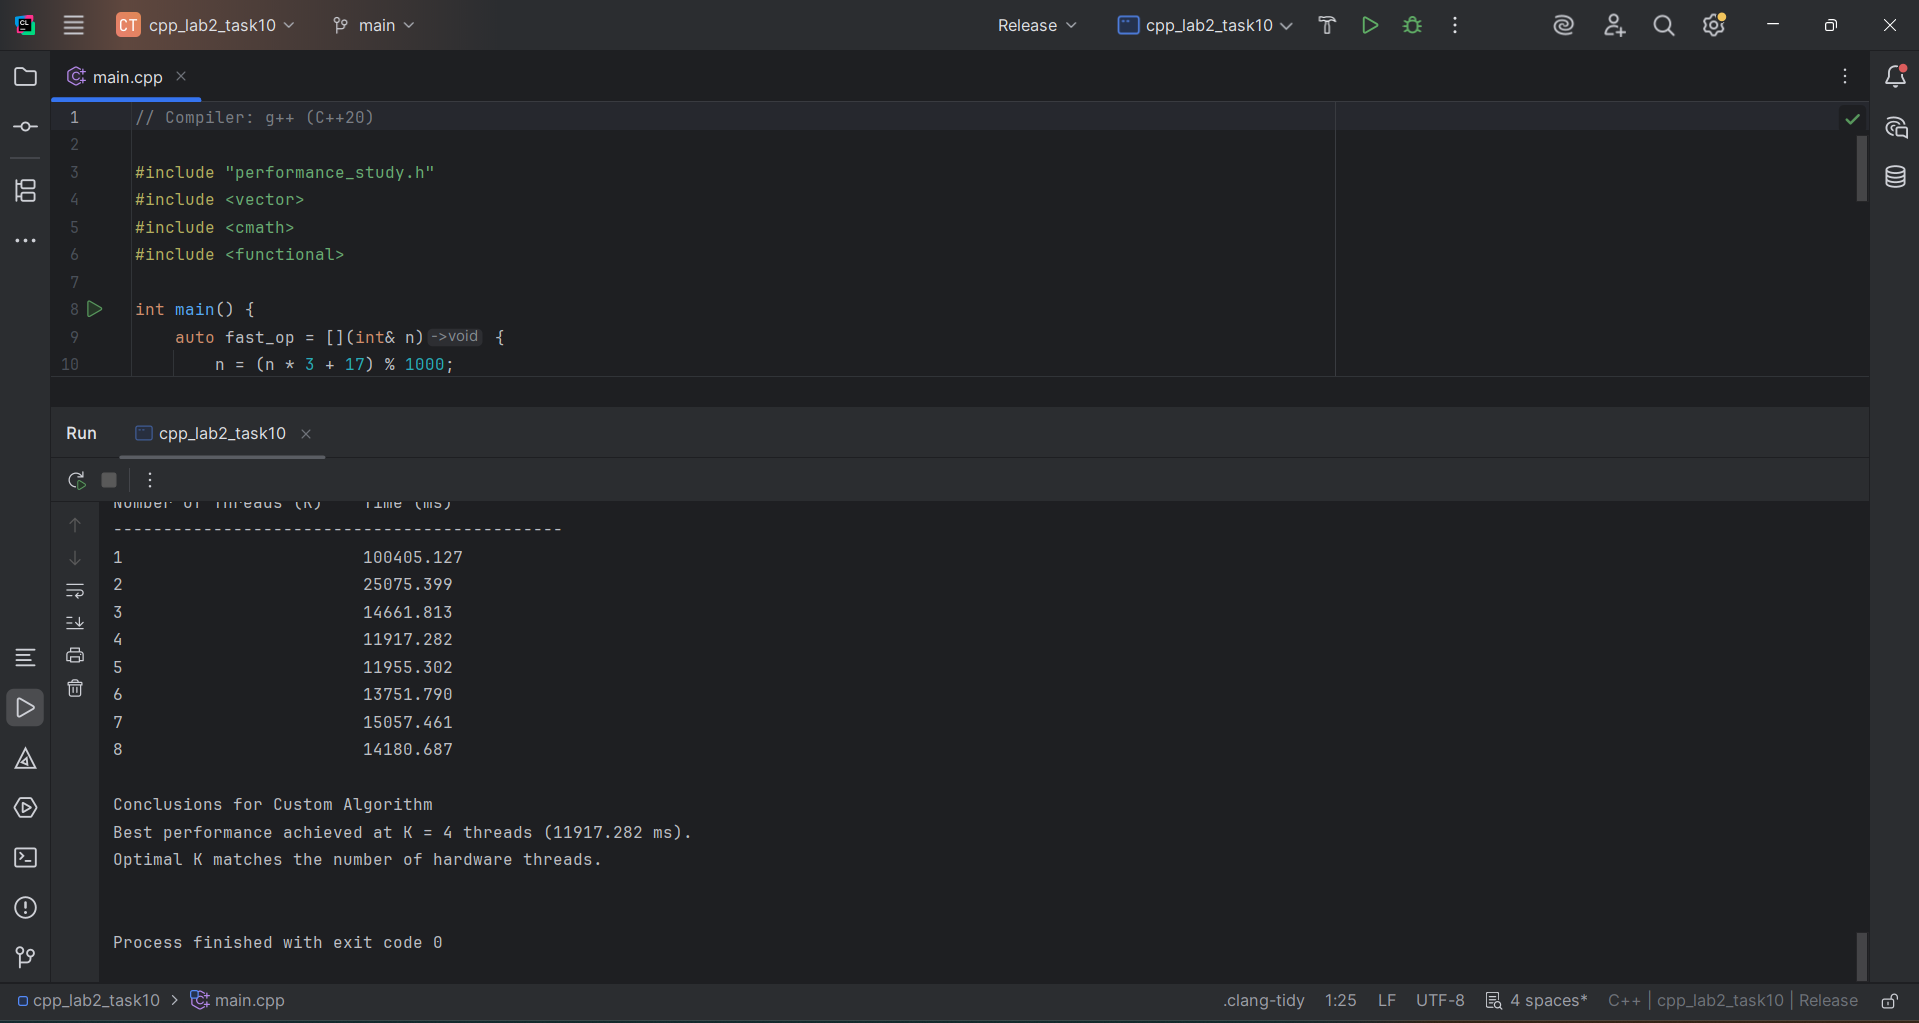 CT cpp_lab2_task10 main Release cpp_lab2_task10
main.cpp
1 // Compiler: g++ (C++20)
2
3 #include "performance_study.h"
4 #include <vector>
5 #include <cmath>
6 #include <functional>
7
8 int main() {
9 auto fast_op = [](int& n) ->void {
10 n = (n * 3 + 17) % 1000;
Run cpp_lab2_task10
Number of Threads (K) Time (ms)
---------------------------------------------
1 100405.127
2 25075.399
3 14661.813
4 11917.282
5 11955.302
6 13751.790
7 15057.461
8 14180.687
Conclusions for Custom Algorithm
Best performance achieved at K = 4 threads (11917.282 ms).
Optimal K matches the number of hardware threads.
Process finished with exit code 0
cpp_lab2_task10 > main.cpp .clang-tidy 1:25 LF UTF-8 4 spaces* C++ | cpp_lab2_task10 | Release